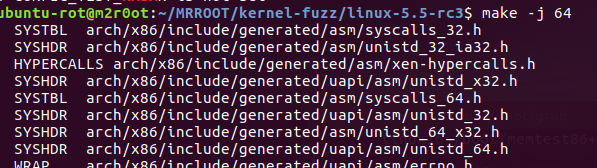 ubuntu-rot@m2r0ot:~/MRROOT/kernel-fuzz/linux-5.5-rc3$ make -j 64
SYSTBL arch/x86/include/generated/asm/syscalls_32.h
SYSHDR arch/x86/include/generated/asm/unistd_32_ia32.h
HYPERCALLS arch/x86/include/generated/asm/xen-hypercalls.h
SYSHDR arch/x86/include/generated/uapi/asm/unistd_x32.h
SYSTBL arch/x86/include/generated/asm/syscalls_64.h
SYSHDR arch/x86/include/generated/uapi/asm/unistd_32.h
SYSHDR arch/x86/include/generated/asm/unistd_64_x32.h
SYSHDR arch/x86/include/generated/uapi/asm/unistd_64.h
WRAP arch/x86/include/generated/uapi/asm/errno.h